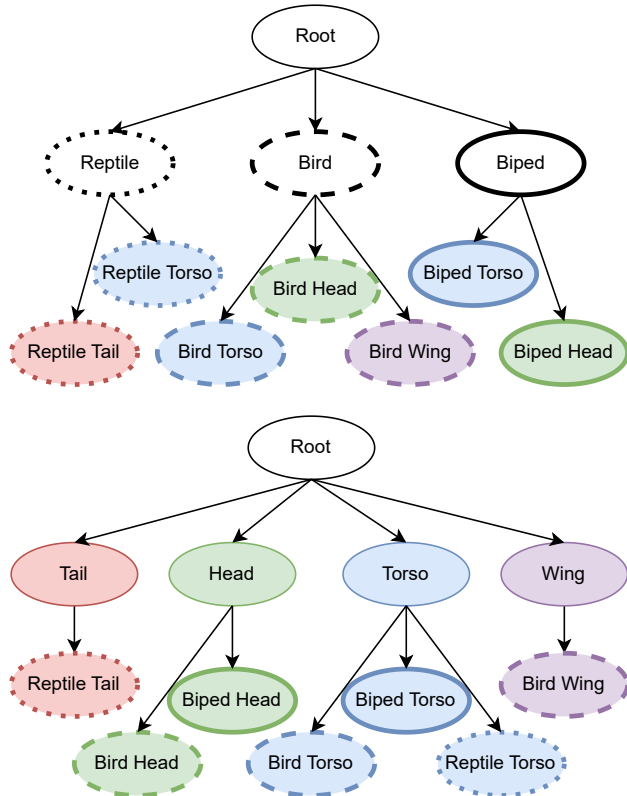 Root
Reptile
Bird
Biped
Reptile Torso
Biped Torso
Bird Head
Reptile Tail
Bird Torso
Bird Wing
Biped Head
Root
Tail
Head
Torso
Wing
Reptile Tail
Biped Head
Biped Torso
Bird Wing
Bird Head
Bird Torso
Reptile Torso